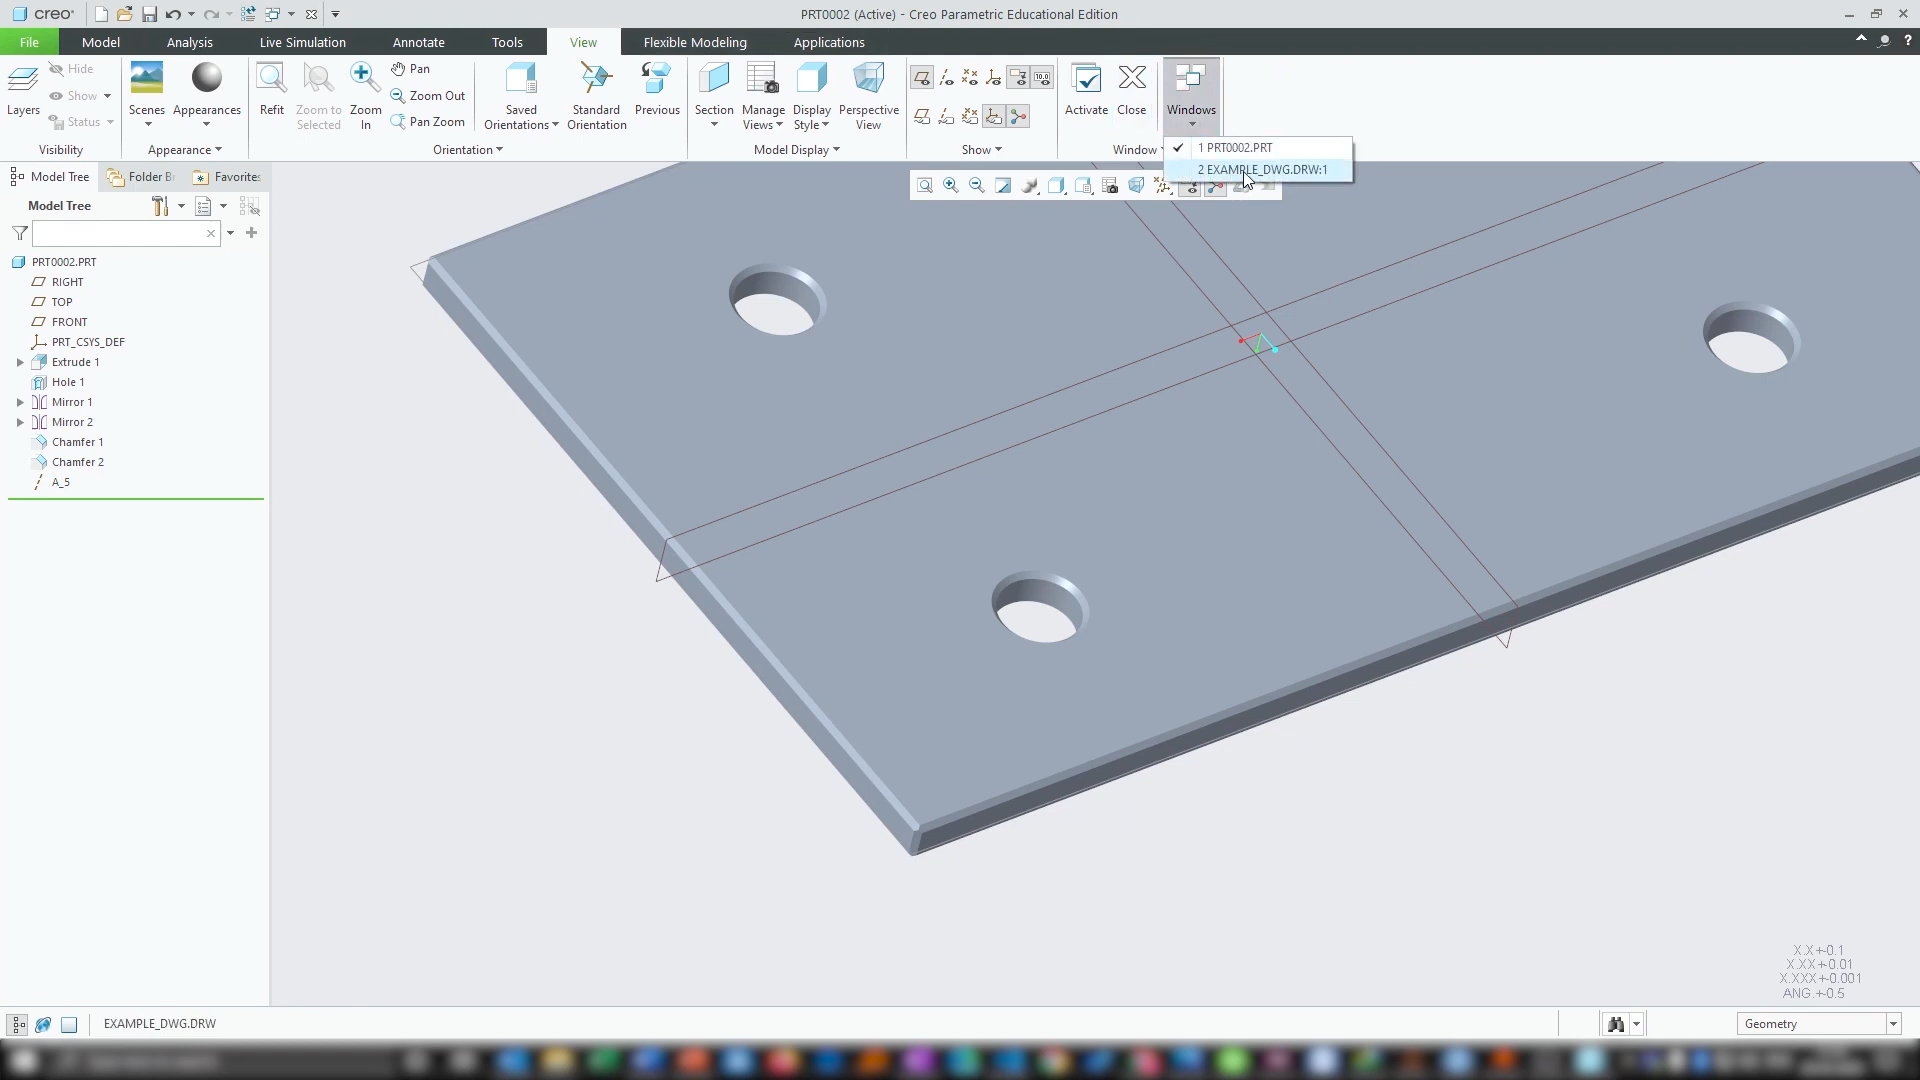 creo
PRT0002 (Active) - Creo Parametric Educational Edition
File Model Analysis Live Simulation Annotate Tools View Flexible Modeling Applications
Layers
Hide
Show
Status
Visibility
Scenes
Appearances
Appearance
Refit
Zoom to Selected
Zoom In
Pan
Zoom Out
Pan Zoom
Saved Orientations
Standard Orientation
Previous
Orientation
Section
Manage Views
Display Style
Perspective View
Model Display
10.0
Show
Activate
Close
Windows
Window
1 PRT0002.PRT
2 EXAMPLE_DWG.DRW:1
Model Tree Folder Br Favorites
Model Tree
PRT0002.PRT
RIGHT
TOP
FRONT
PRT_CSYS_DEF
Extrude 1
Hole 1
Mirror 1
Mirror 2
Chamfer 1
Chamfer 2
A_5
X.X+-0.1
X.XX+-0.01
X.XXX+-0.001
ANG.+-0.5
EXAMPLE_DWG.DRW
Geometry